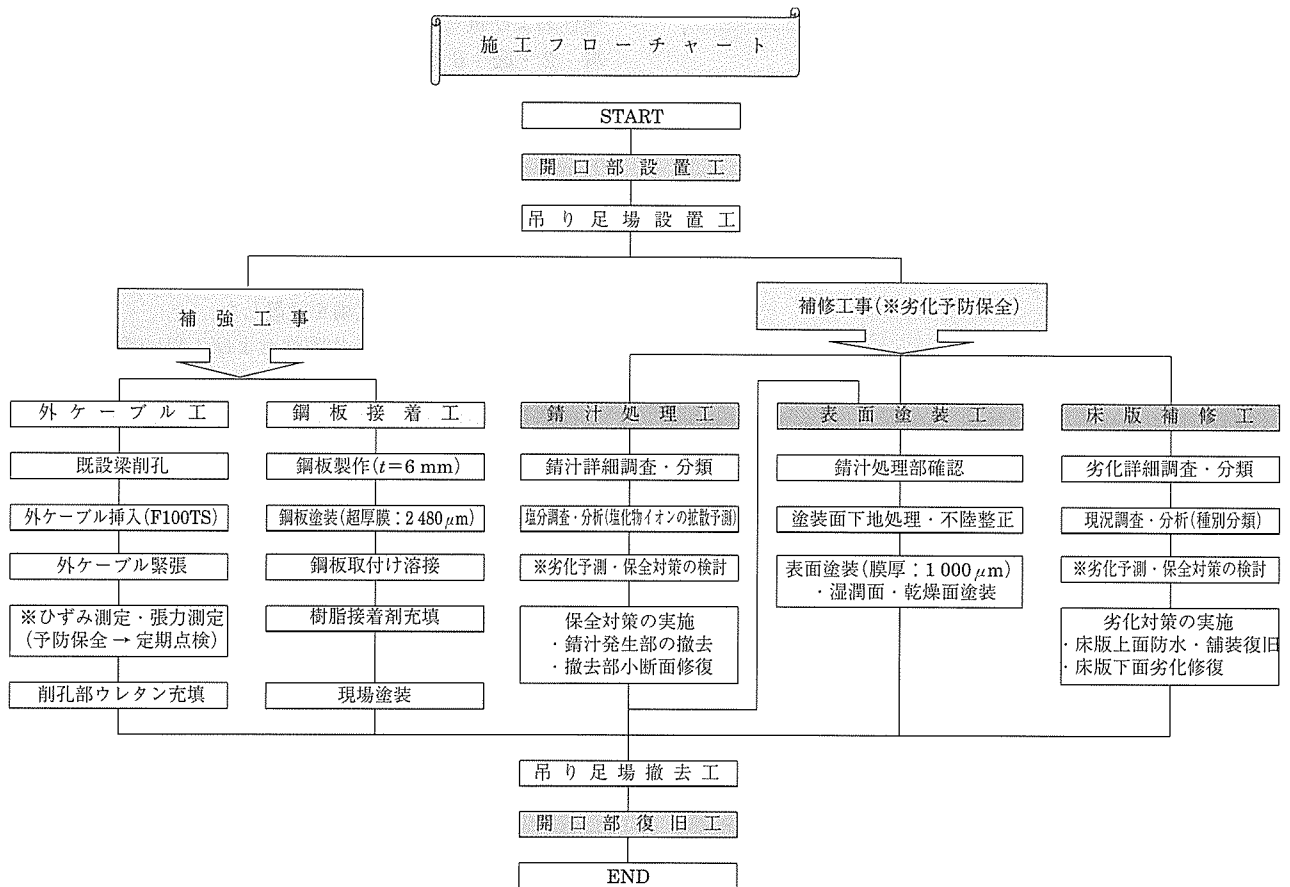 施工フローチャート
START
開口部設置工
吊り足場設置工
補強工事
補修工事(※劣化予防保全)
外ケーブル工
既設梁削孔
外ケーブル挿入(F100TS)
外ケーブル緊張
※ひずみ測定・張力測定
(予防保全→定期点検)
削孔部ウレタン充填
鋼板接着工
鋼板製作(t=6 mm)
鋼板塗装(超厚膜：2 480μm)
鋼板取付け溶接
樹脂接着剤充填
現場塗装
錆汁処理工
錆汁詳細調査・分類
塩分調査・分析(塩化物イオンの拡散予測)
※劣化予測・保全対策の検討
保全対策の実施
・錆汁発生部の撤去
・撤去部小断面修復
表面塗装工
錆汁処理部確認
塗装面下地処理・不陸整正
表面塗装(膜厚：1 000μm)
・湿潤面・乾燥面塗装
床版補修工
劣化詳細調査・分類
現況調査・分析(種別分類)
※劣化予測・保全対策の検討
劣化対策の実施
・床版上面防水・舗装復旧
・床版下面劣化修復
吊り足場撤去工
開口部復旧工
END